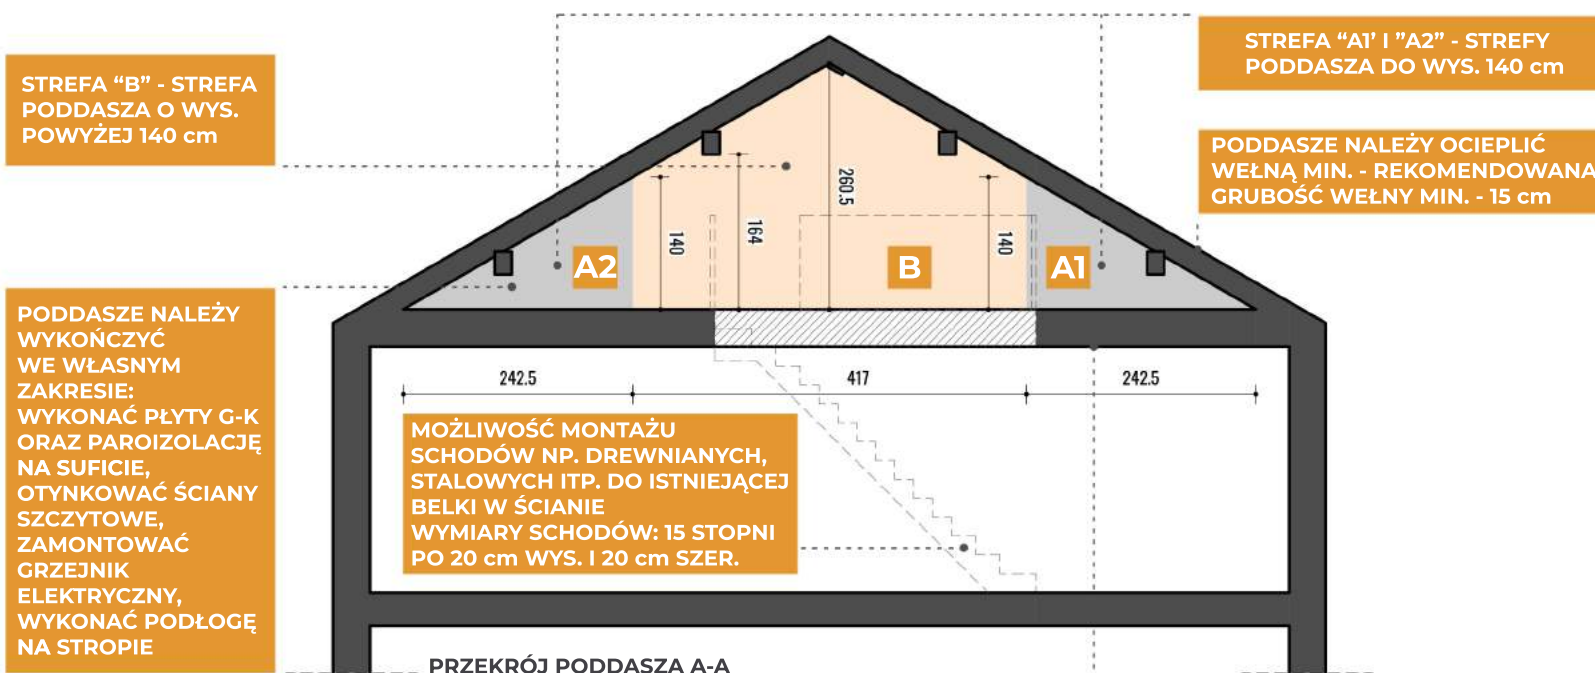 STREFA "B" - STREFA
PODDASZA O WYS.
POWYŻEJ 140 cm
STREFA "A1' I "A2" - STREFY
PODDASZA DO WYS. 140 cm
PODDASZE NALEŻY OCIEPLIĆ
WEŁNĄ MIN. - REKOMENDOWANA
GRUBOŚĆ WEŁNY MIN. - 15 cm
260.5
140
164
140
A2
B
A1
PODDASZE NALEŻY
WYKOŃCZYĆ
WE WŁASNYM
ZAKRESIE:
WYKONAĆ PŁYTY G-K
ORAZ PAROIZOLACJĘ
NA SUFICIE,
OTYNKOWAĆ ŚCIANY
SZCZYTOWE,
ZAMONTOWAĆ
GRZEJNIK
ELEKTRYCZNY,
WYKONAĆ PODŁOGĘ
NA STROPIE
242.5
417
242.5
MOŻLIWOŚĆ MONTAŻU
SCHODÓW NP. DREWNIANYCH,
STALOWYCH ITP. DO ISTNIEJĄCEJ
BELKI W ŚCIANIE
WYMIARY SCHODÓW: 15 STOPNI
PO 20 cm WYS. I 20 cm SZER.
PRZEKRÓJ PODDASZA A-A